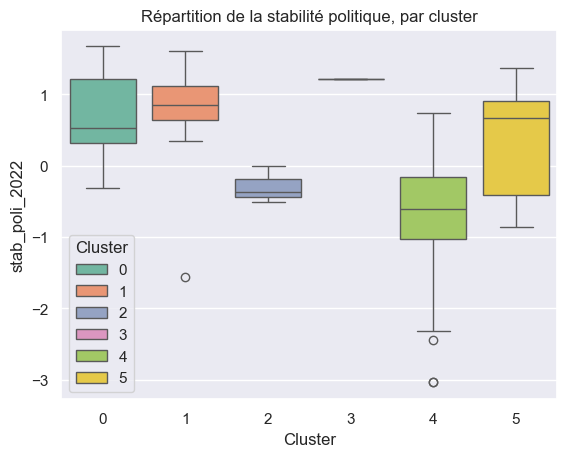 Répartition de la stabilité politique, par cluster
stab_poli_2022
1
0
−1
−2
−3
Cluster
0
1
2
3
4
5
0 1 2 3 4 5
Cluster